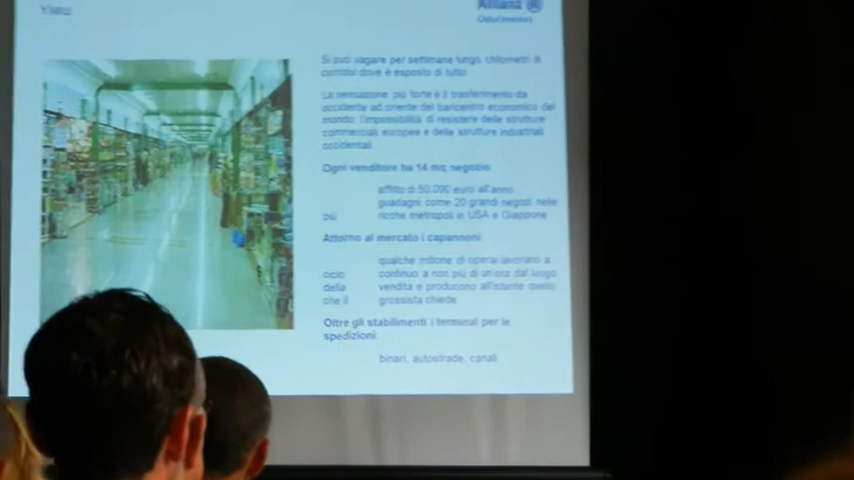 Yiwu
Allianz
Global Investors
Si può vagare per settimane lungo chilometri di
corridoi dove è esposto di tutto
La sensazione più forte è il trasferimento da
occidente ad oriente del baricentro economico del
mondo: l'impossibilità di resistere delle strutture
commerciali europee e delle strutture industriali
occidentali
Ogni venditore ha 14 mq negozio:
affitto di 50.000 euro all'anno
guadagni come 20 grandi negozi nelle
più ricche metropoli in USA e Giappone
Attorno al mercato i capannoni
qualche milione di operai lavorano a
ciclo continuo a non più di un'ora dal luogo
della vendita e producono all'istante quello
che il grossista chiede
Oltre gli stabilimenti i terminal per le
spedizioni:
binari, autostrade, canali